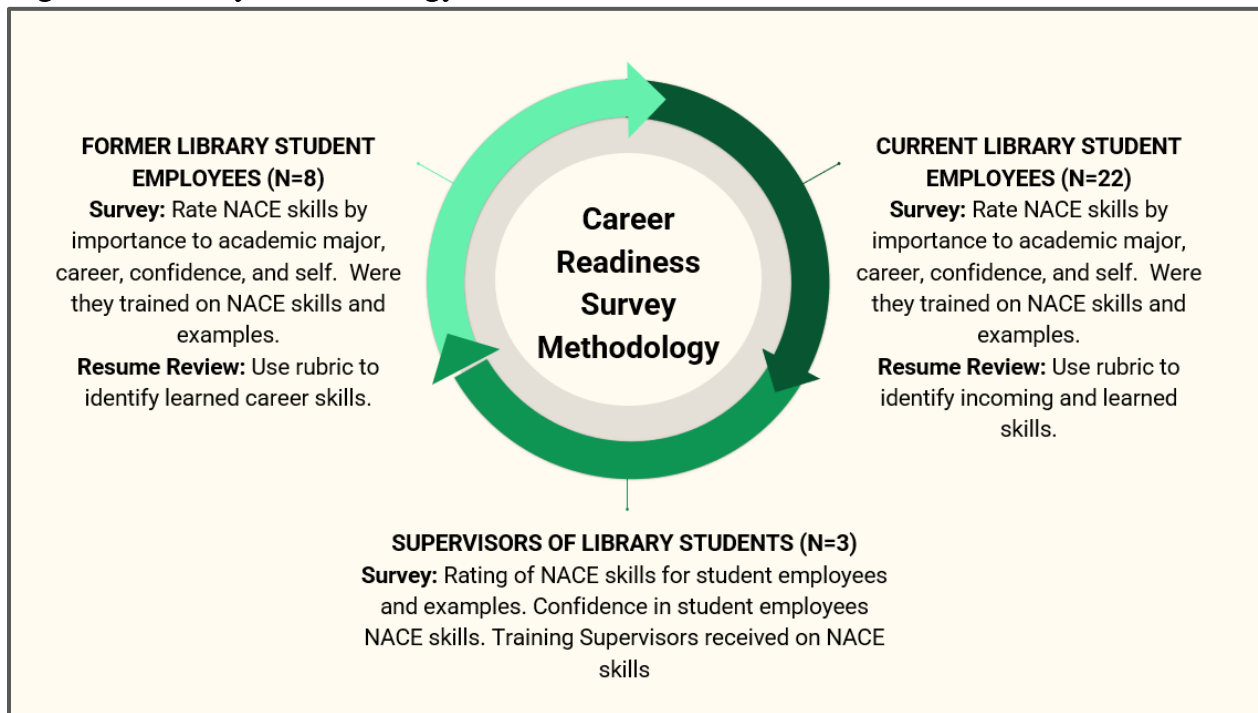 FORMER LIBRARY STUDENT
EMPLOYEES (N=8)
Survey: Rate NACE skills by
importance to academic major,
career, confidence, and self. Were
they trained on NACE skills and
examples.
Resume Review: Use rubric to
identify learned career skills.
Career
Readiness
Survey
Methodology
CURRENT LIBRARY STUDENT
EMPLOYEES (N=22)
Survey: Rate NACE skills by
importance to academic major,
career, confidence, and self. Were
they trained on NACE skills and
examples.
Resume Review: Use rubric to
identify incoming and learned
skills.
SUPERVISORS OF LIBRARY STUDENTS (N=3)
Survey: Rating of NACE skills for student employees
and examples. Confidence in student employees
NACE skills. Training Supervisors received on NACE
skills